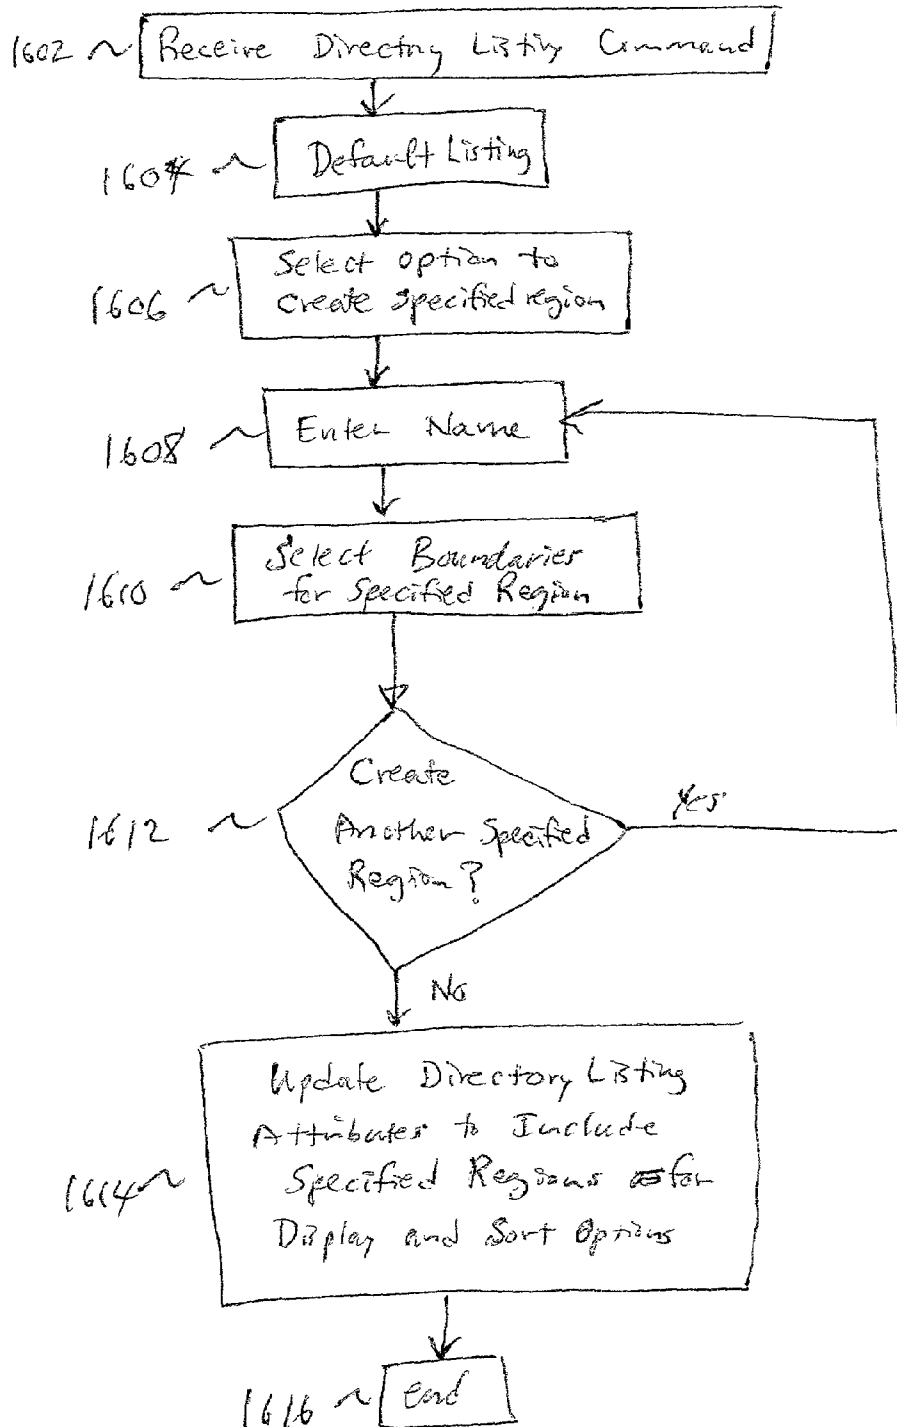 1602 Receive Directory Listing Command
1604 Default Listing
Select option to
1606 create specified region
1608 Enter Name
Select Boundaries
1610 for Specified Region
Create
1612 Another Specified
Region?
Yes
No
Update Directory Listing
Attributes to Include
1614 Specified Regions for
Display and Sort Options
1616 end